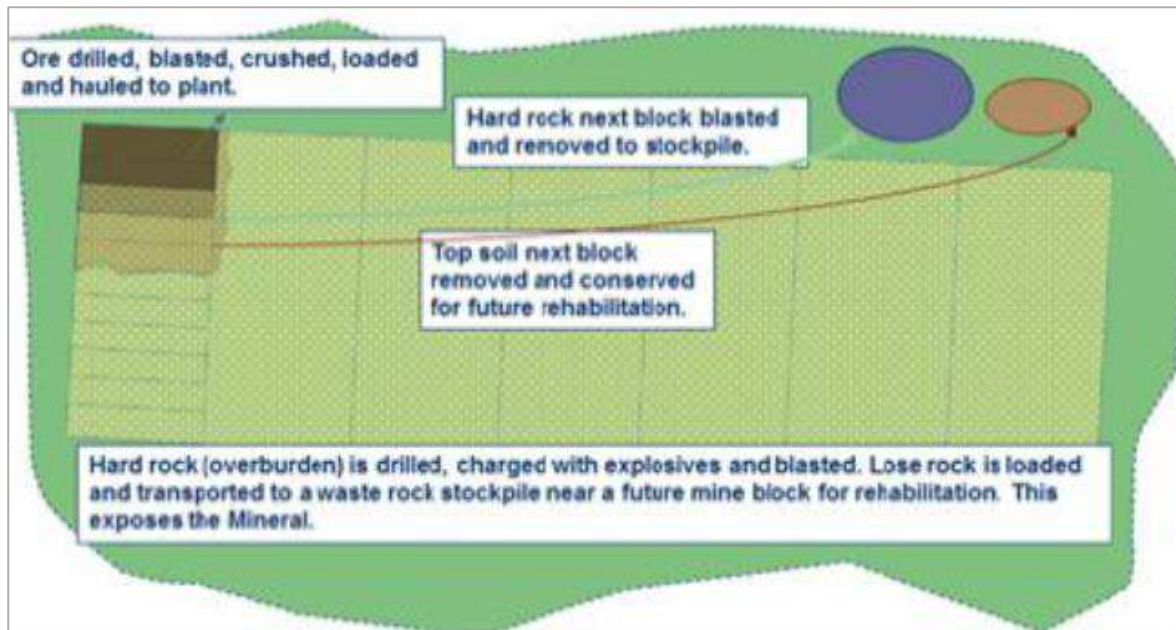 Ore drilled, blasted, crushed, loaded
and hauled to plant.
Hard rock next block blasted
and removed to stockpile.
Top soil next block
removed and conserved
for future rehabilitation.
Hard rock (overburden) is drilled, charged with explosives and blasted. Lose rock is loaded
and transported to a waste rock stockpile near a future mine block for rehabilitation. This
exposes the Mineral.